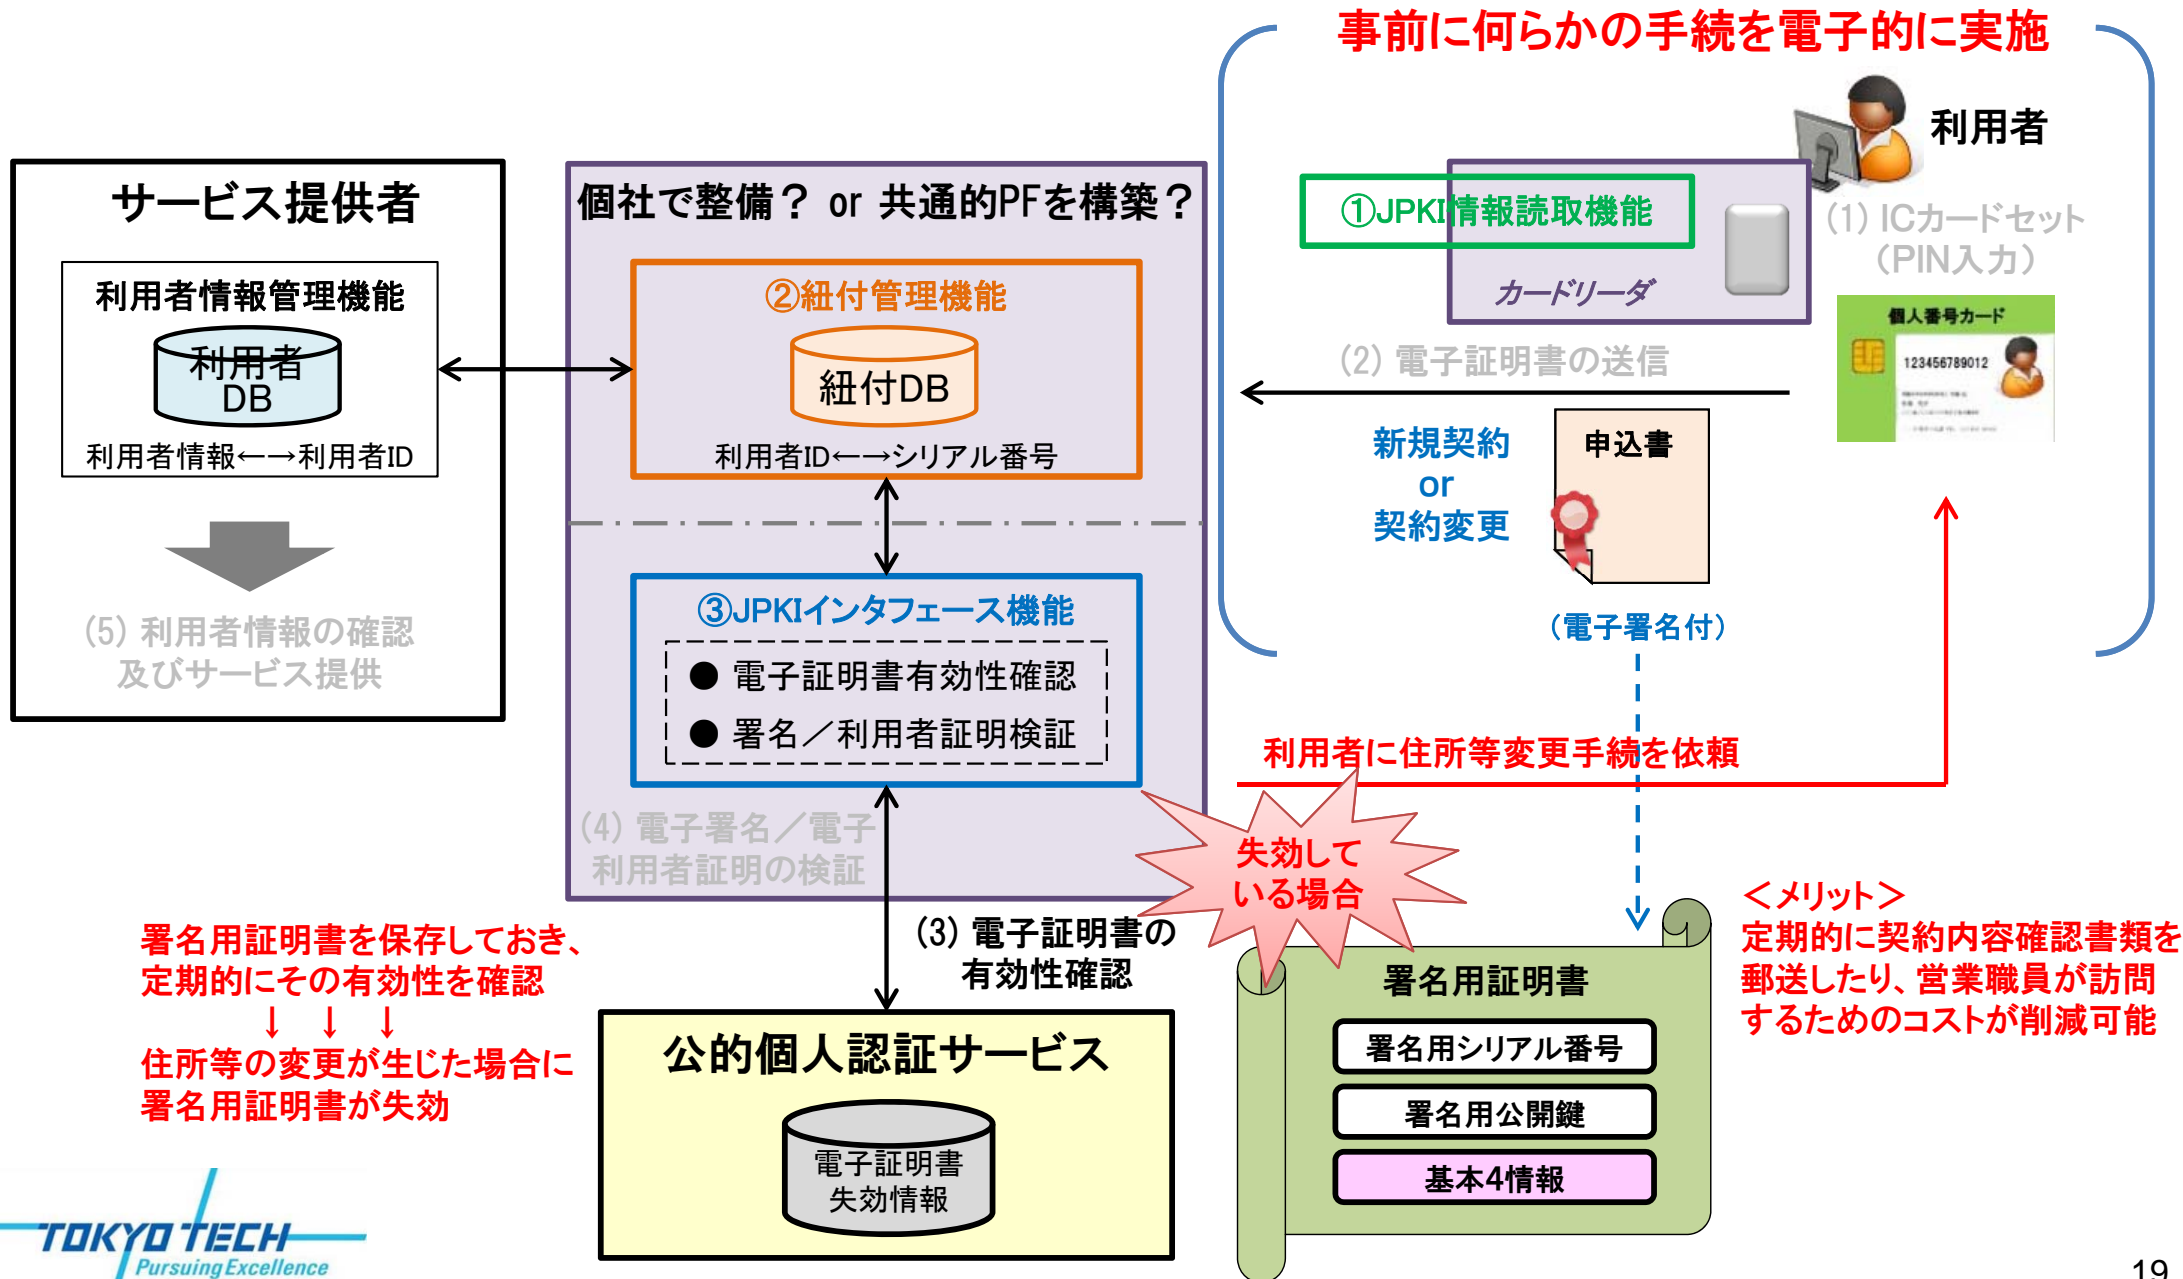 事前に何らかの手続を電子的に実施
利用者
サービス提供者
利用者情報管理機能
利用者
DB
利用者情報←→利用者ID
(5) 利用者情報の確認
及びサービス提供
個社で整備？ or 共通的PFを構築？
②紐付管理機能
紐付DB
利用者ID←→シリアル番号
③JPKIインタフェース機能
● 電子証明書有効性確認
● 署名／利用者証明検証
(4) 電子署名／電子
利用者証明の検証
①JPKI情報読取機能
カードリーダ
(1) ICカードセット
（PIN入力）
個人番号カード
123456789012
(2) 電子証明書の送信
新規契約
or
契約変更
申込書
（電子署名付）
利用者に住所等変更手続を依頼
失効して
いる場合
(3) 電子証明書の
有効性確認
署名用証明書を保存しておき、
定期的にその有効性を確認
↓ ↓ ↓
住所等の変更が生じた場合に
署名用証明書が失効
公的個人認証サービス
電子証明書
失効情報
署名用証明書
署名用シリアル番号
署名用公開鍵
基本4情報
＜メリット＞
定期的に契約内容確認書類を
郵送したり、営業職員が訪問
するためのコストが削減可能
TOKYO TECH
Pursuing Excellence
19